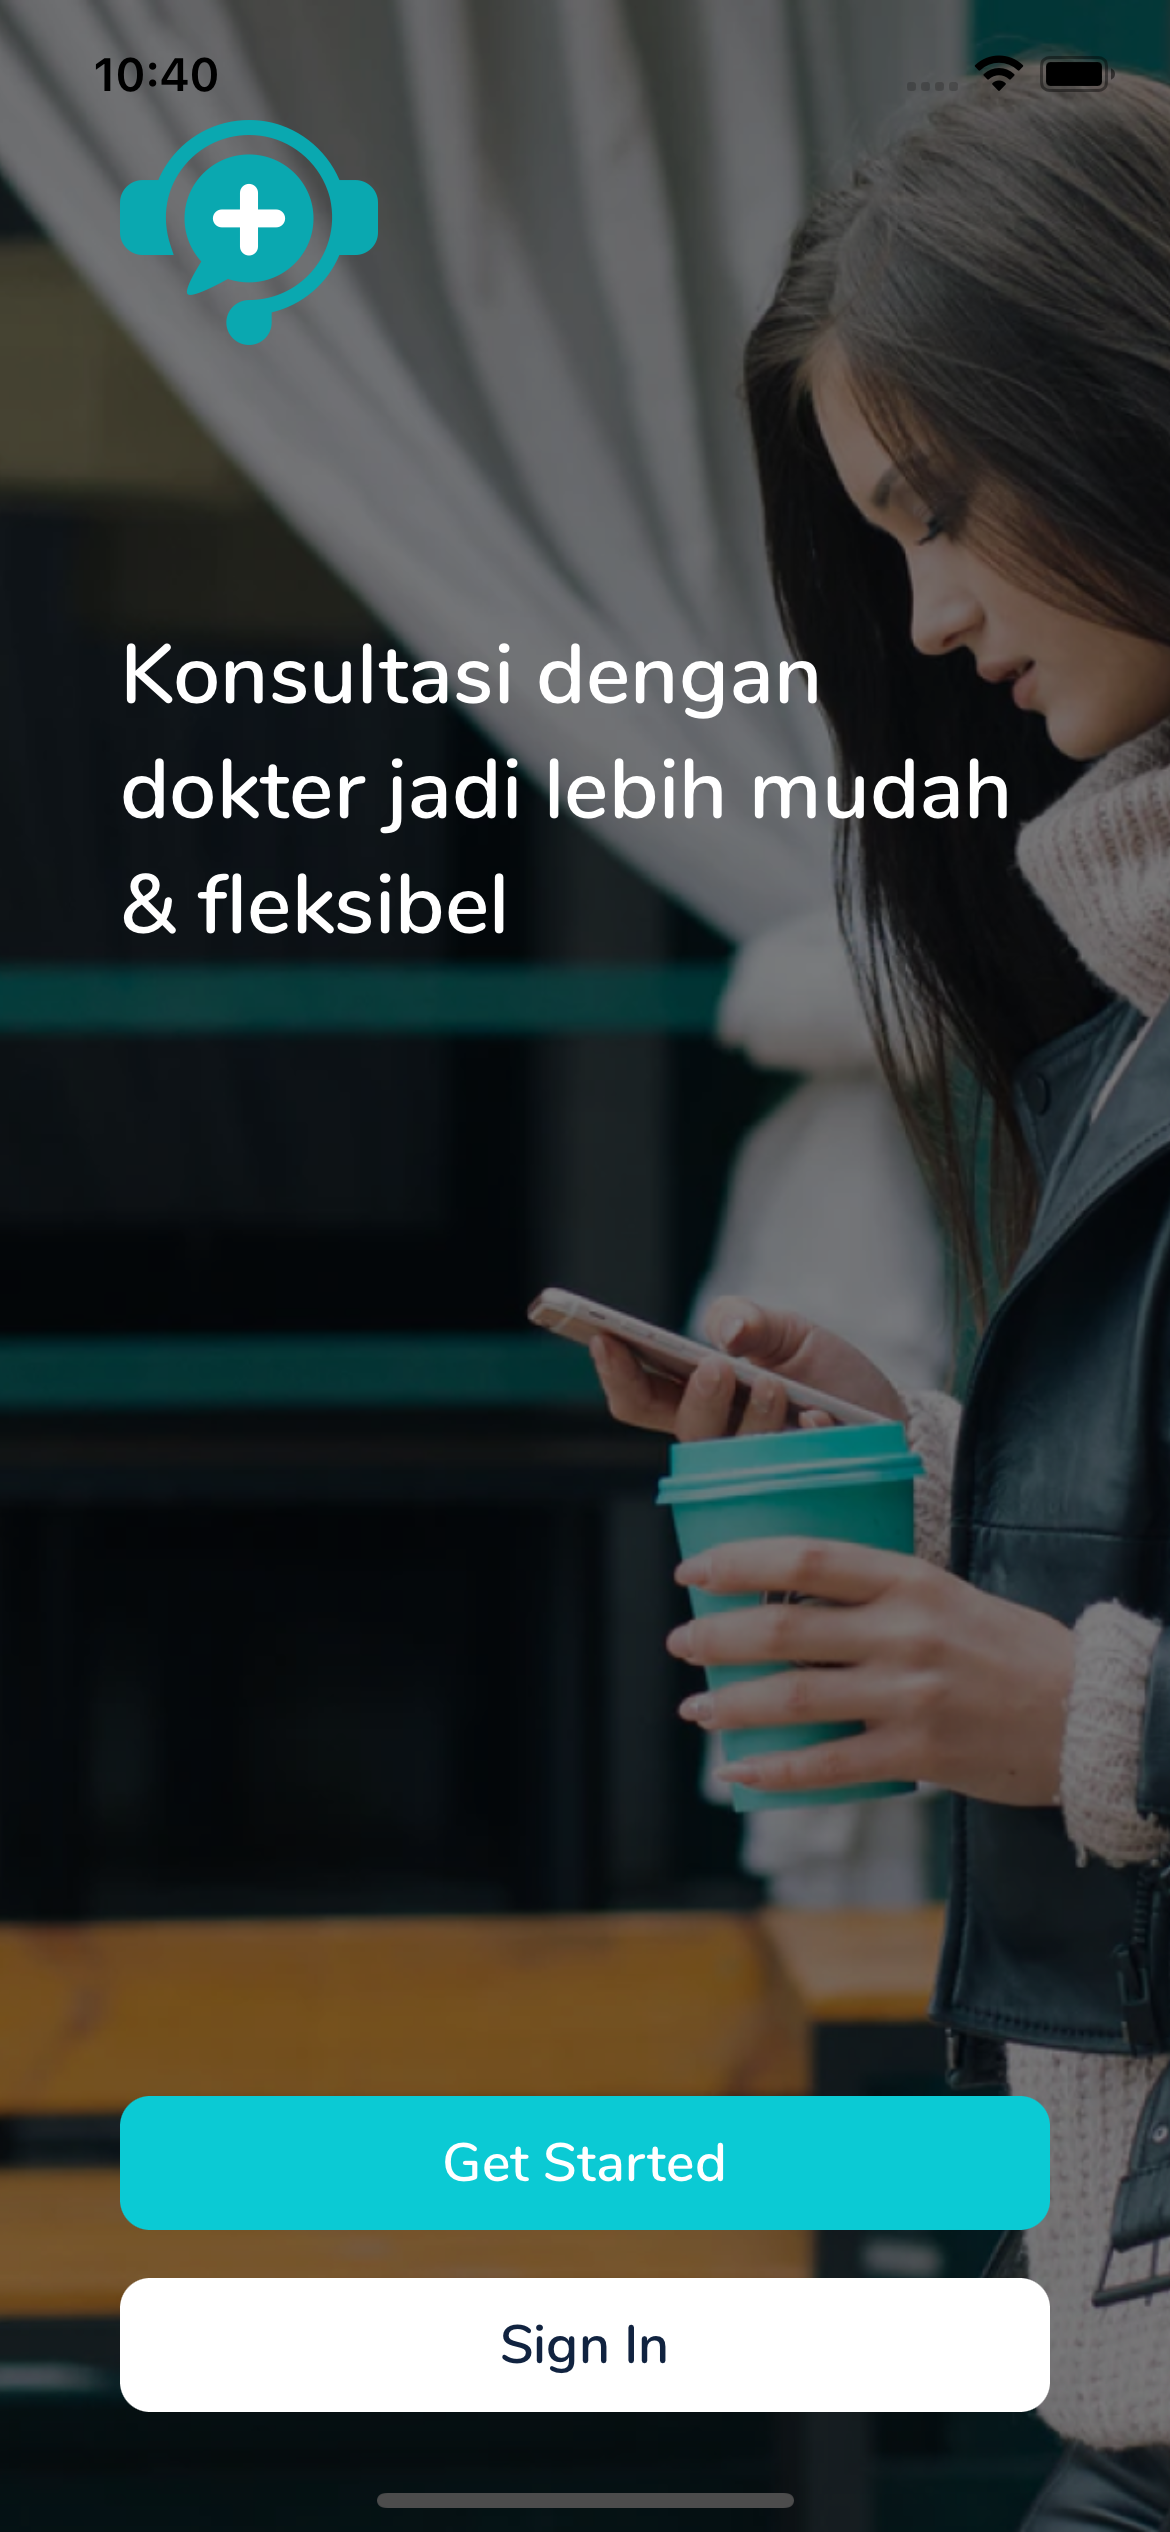 10:40
Konsultasi dengan
dokter jadi lebih mudah
& fleksibel
Get Started
Sign In